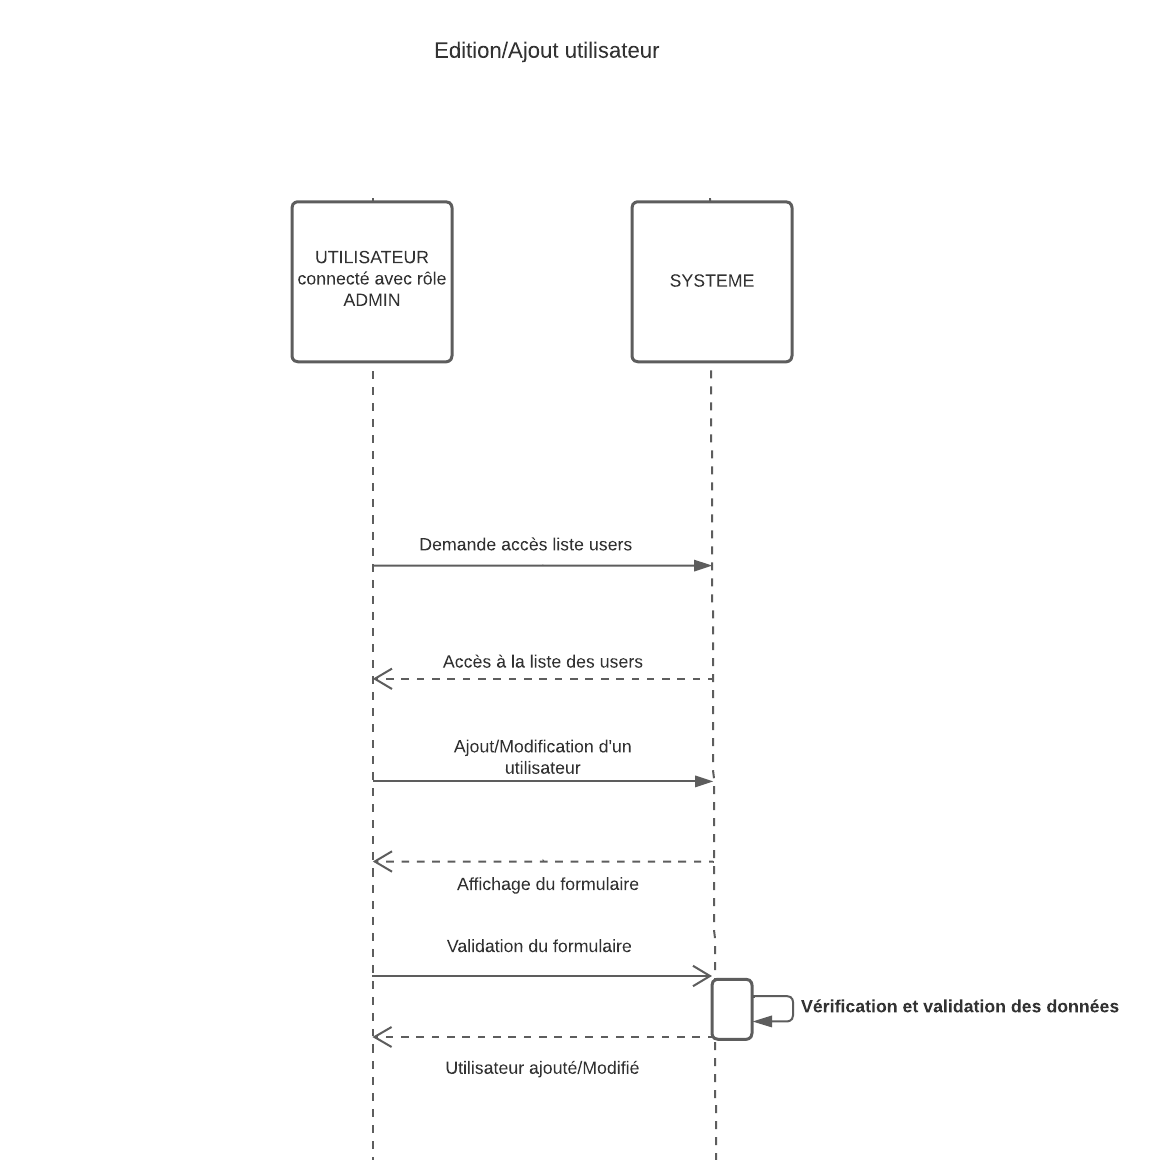 Edition/Ajout utilisateur
UTILISATEUR
connecté avec rôle
ADMIN
SYSTEME
Demande accès liste users
Accès à la liste des users
Ajout/Modification d'un
utilisateur
Affichage du formulaire
Validation du formulaire
Vérification et validation des données
Utilisateur ajouté/Modifié